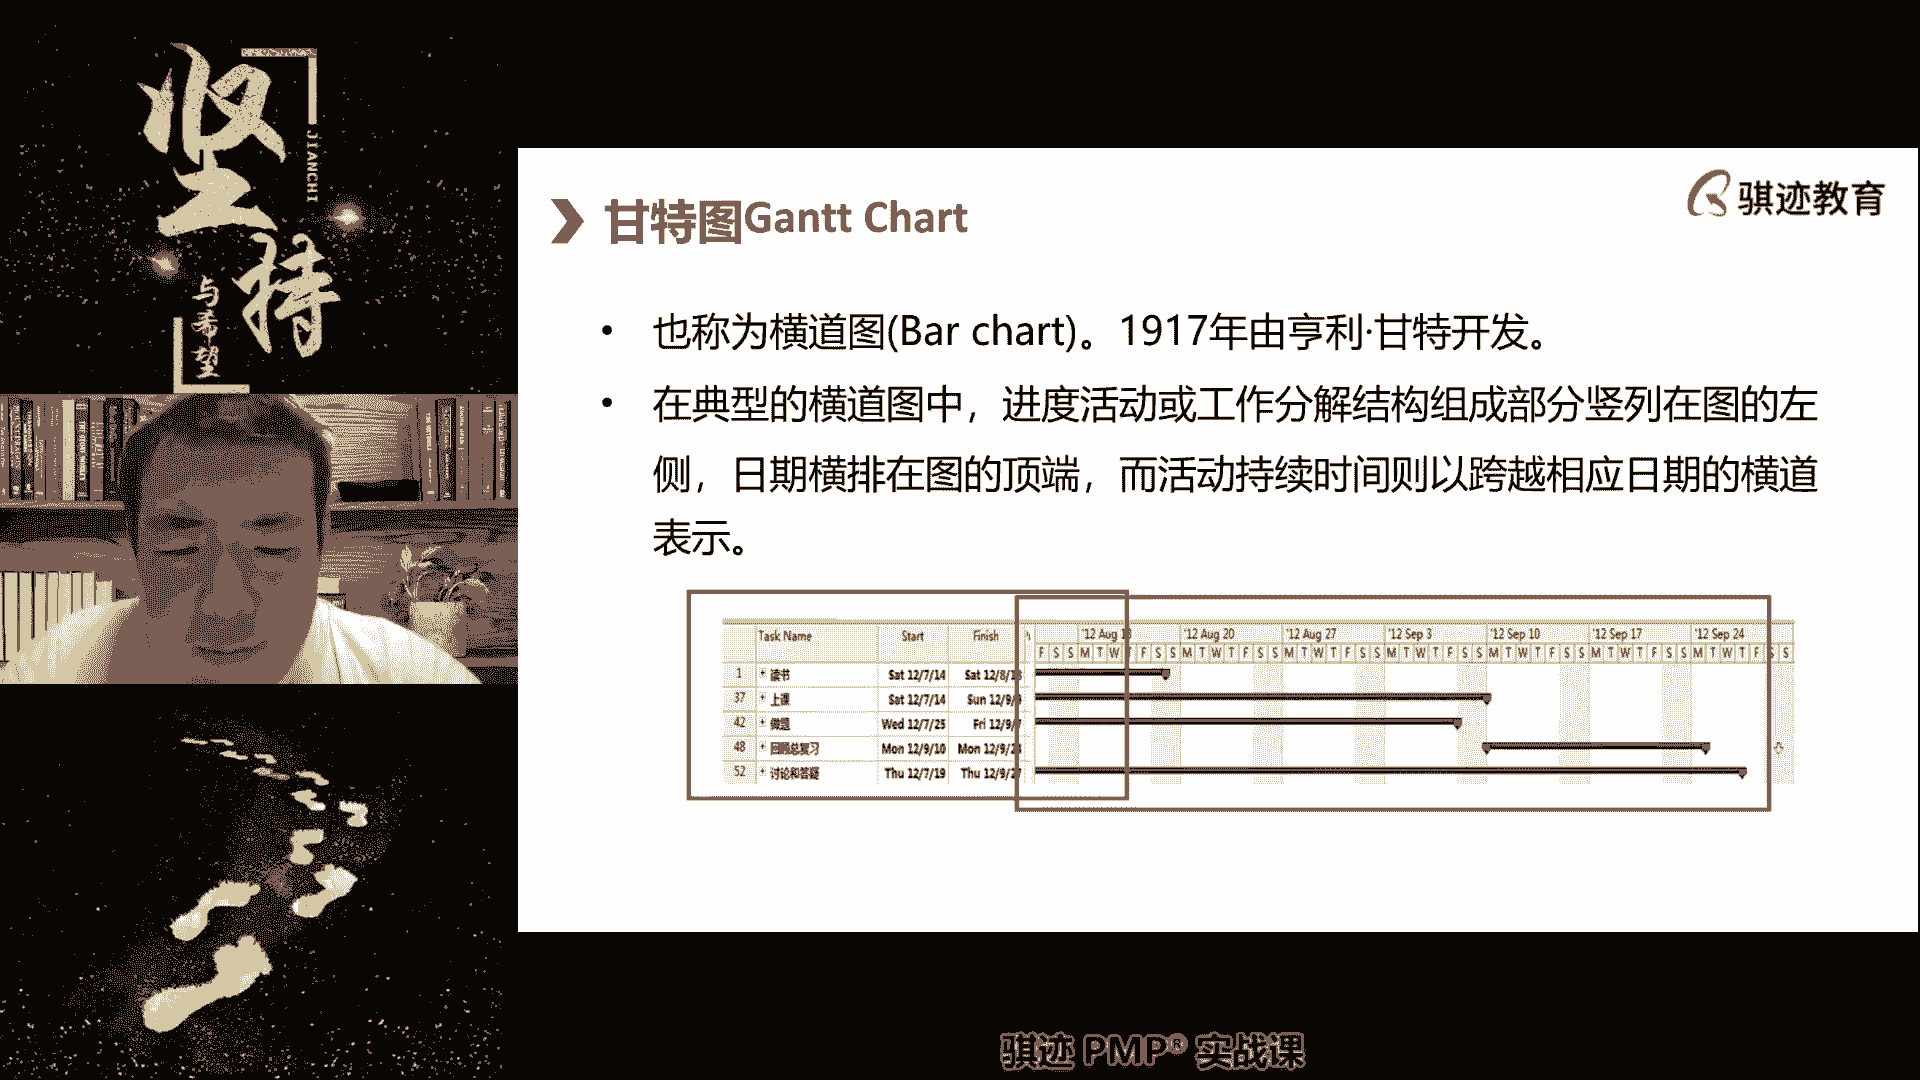 坚持
JIANCHI
与希望
骐迹教育
甘特图Gantt Chart
• 也称为横道图(Bar chart)。1917年由亨利·甘特开发。
• 在典型的横道图中，进度活动或工作分解结构组成部分竖列在图的左
侧，日期横排在图的顶端，而活动持续时间则以跨越相应日期的横道
表示。
Task Name Start Finish '12 Aug 13 '12 Aug 20 '12 Aug 27 '12 Sep 3 '12 Sep 10 '12 Sep 17 '12 Sep 24
F S S M T W T F S S M T W T F S S M T W T F S S M T W T F S S M T W T F S S M T W T F S S M T W T F S S
1 读书 Sat 12/7/14 Sat 12/8/18
37 上课 Sat 12/7/14 Sun 12/9/9
42 做题 Wed 12/7/25 Fri 12/9/7
48 回顾总复习 Mon 12/9/10 Mon 12/9/24
52 讨论和答疑 Thu 12/7/19 Thu 12/9/27
骐迹 PMP® 实战课